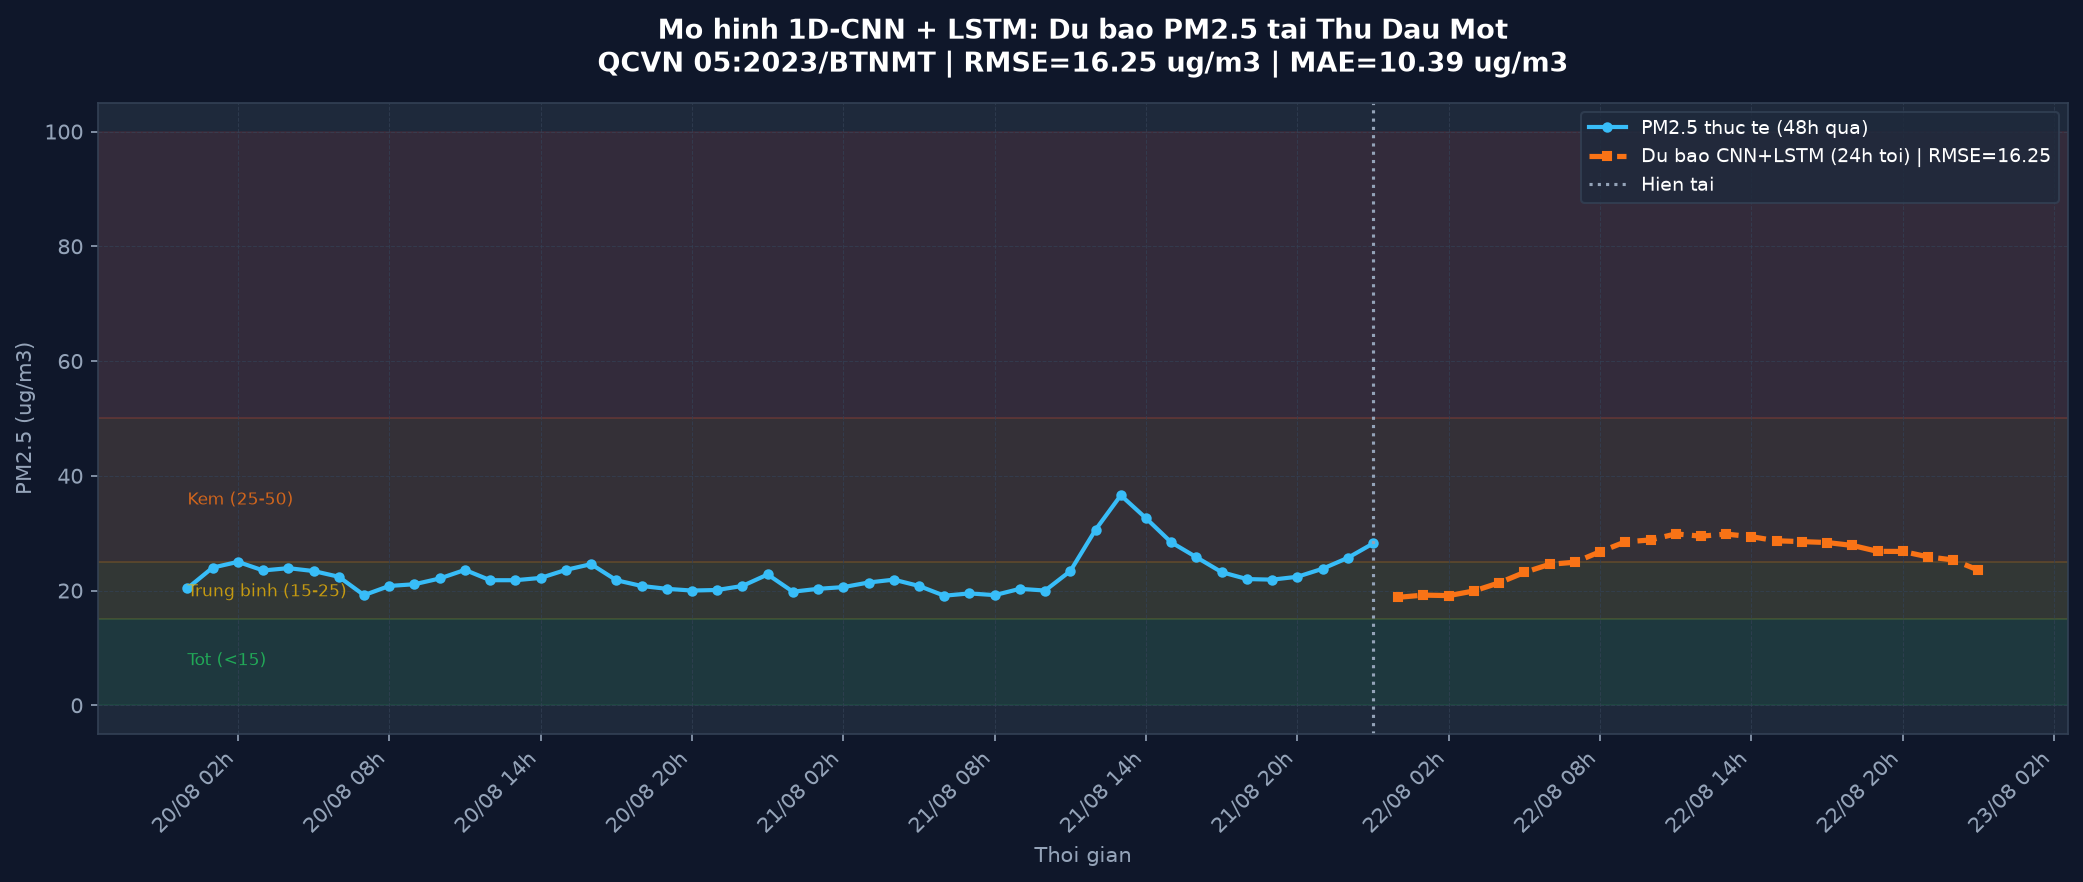 Mo hinh 1D-CNN + LSTM: Du bao PM2.5 tai Thu Dau Mot
QCVN 05:2023/BTNMT | RMSE=16.25 ug/m3 | MAE=10.39 ug/m3
PM2.5 thuc te (48h qua)
Du bao CNN+LSTM (24h toi) | RMSE=16.25
Hien tai
PM2.5 (ug/m3)
100
80
60
40
20
0
Kem (25-50)
Trung binh (15-25)
Tot (<15)
20/08 02h
20/08 08h
20/08 14h
20/08 20h
21/08 02h
21/08 08h
21/08 14h
21/08 20h
22/08 02h
22/08 08h
22/08 14h
22/08 20h
23/08 02h
Thoi gian